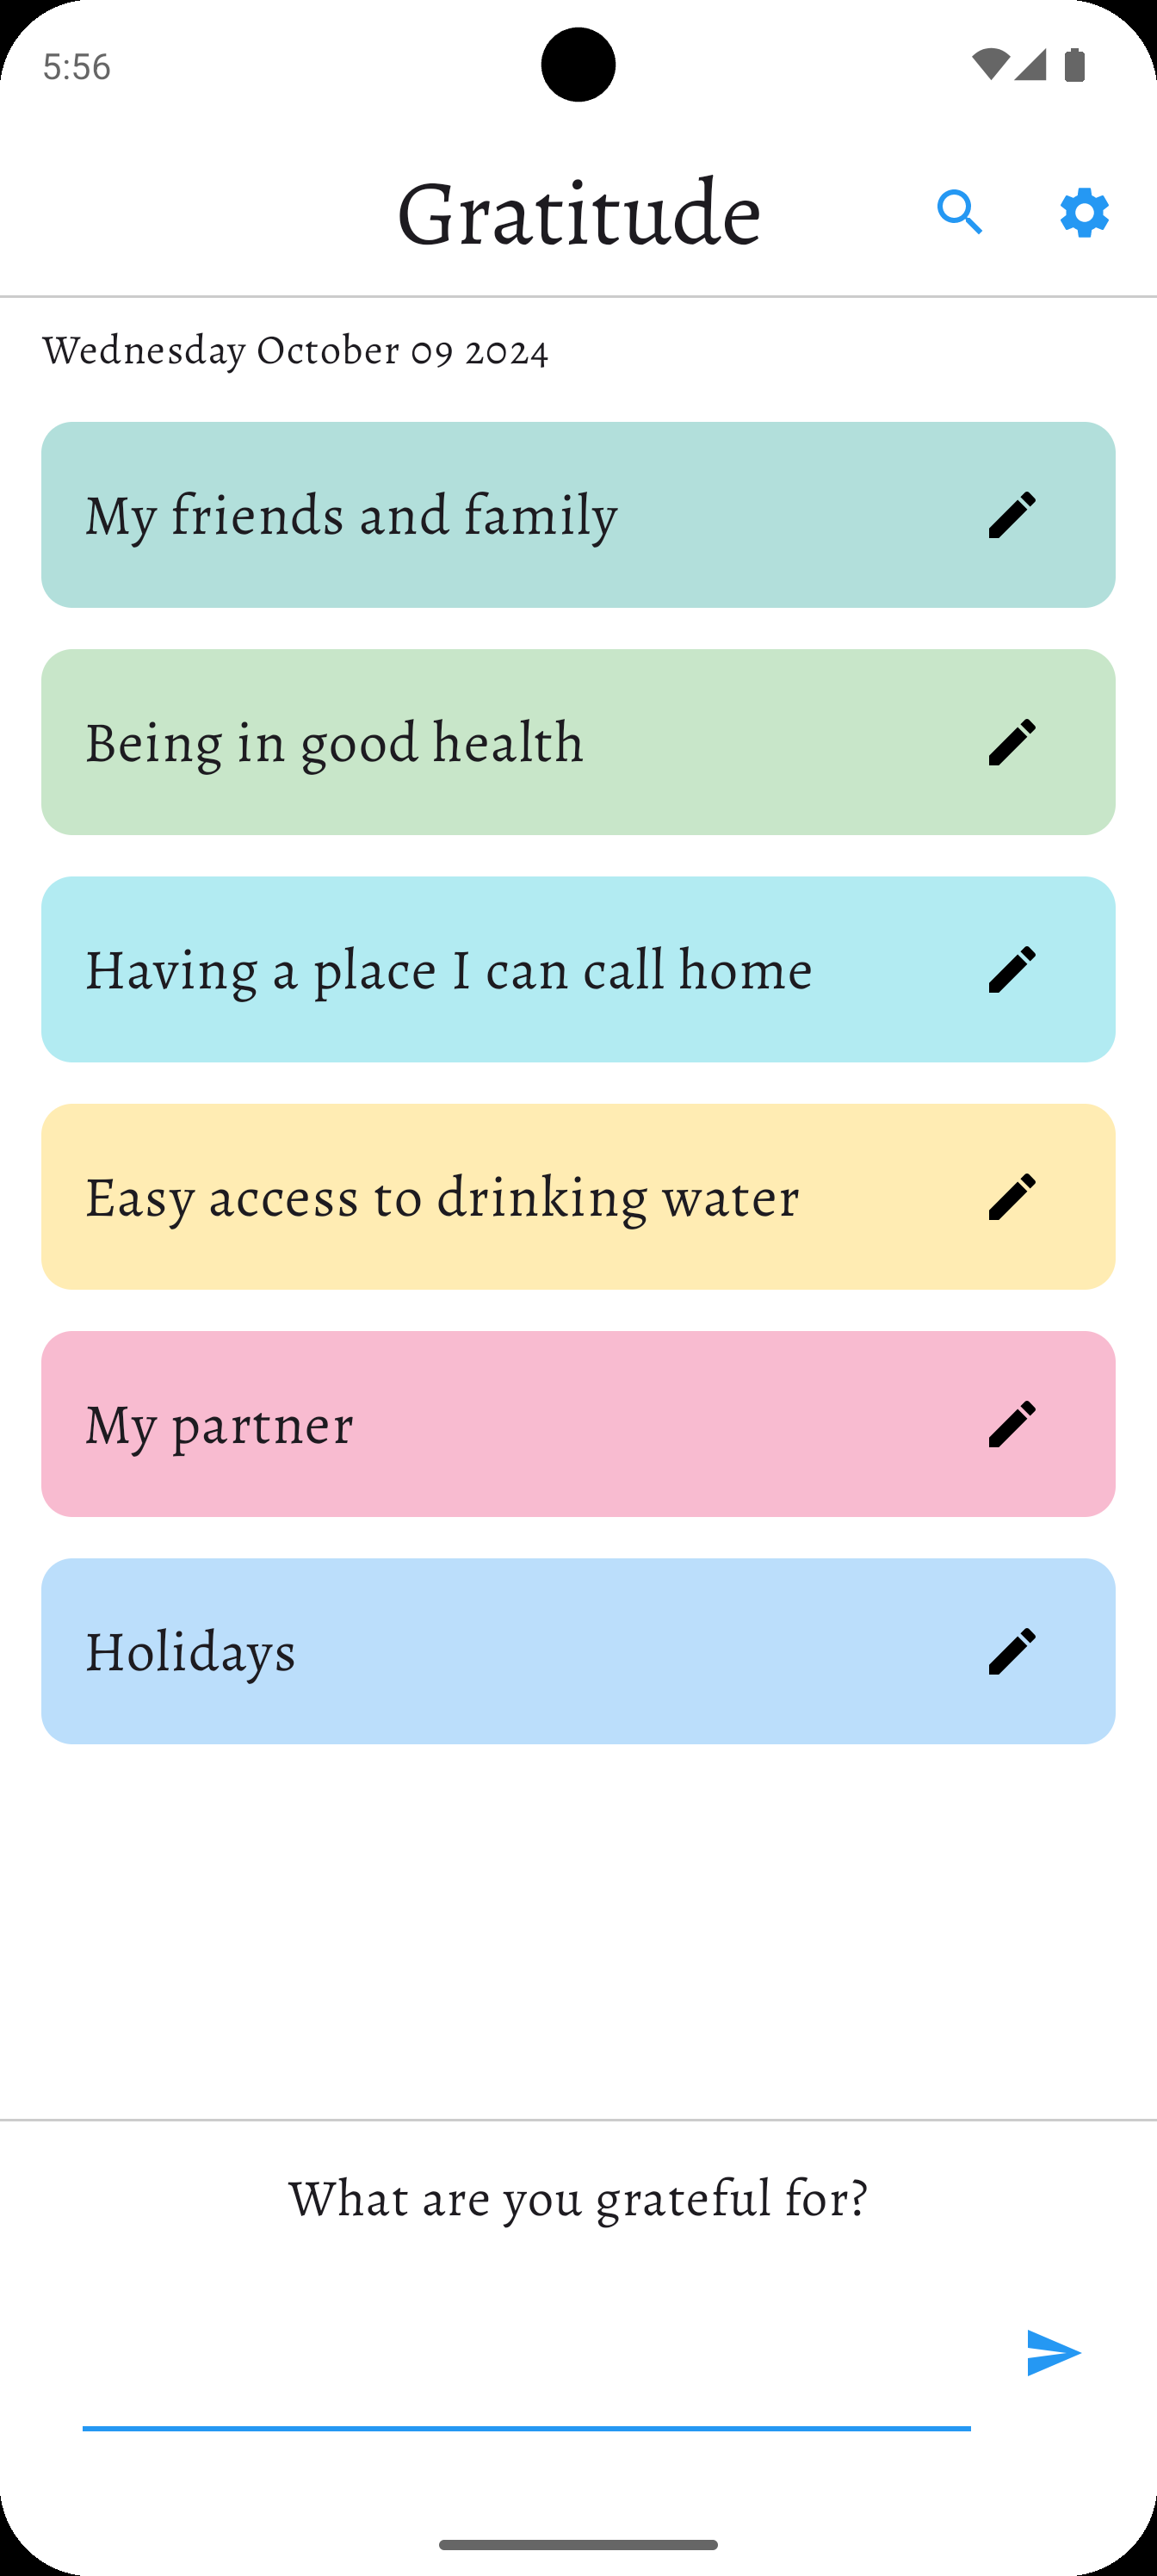 5:56
Gratitude
Wednesday October 09 2024
My friends and family
Being in good health
Having a place I can call home
Easy access to drinking water
My partner
Holidays
What are you grateful for?